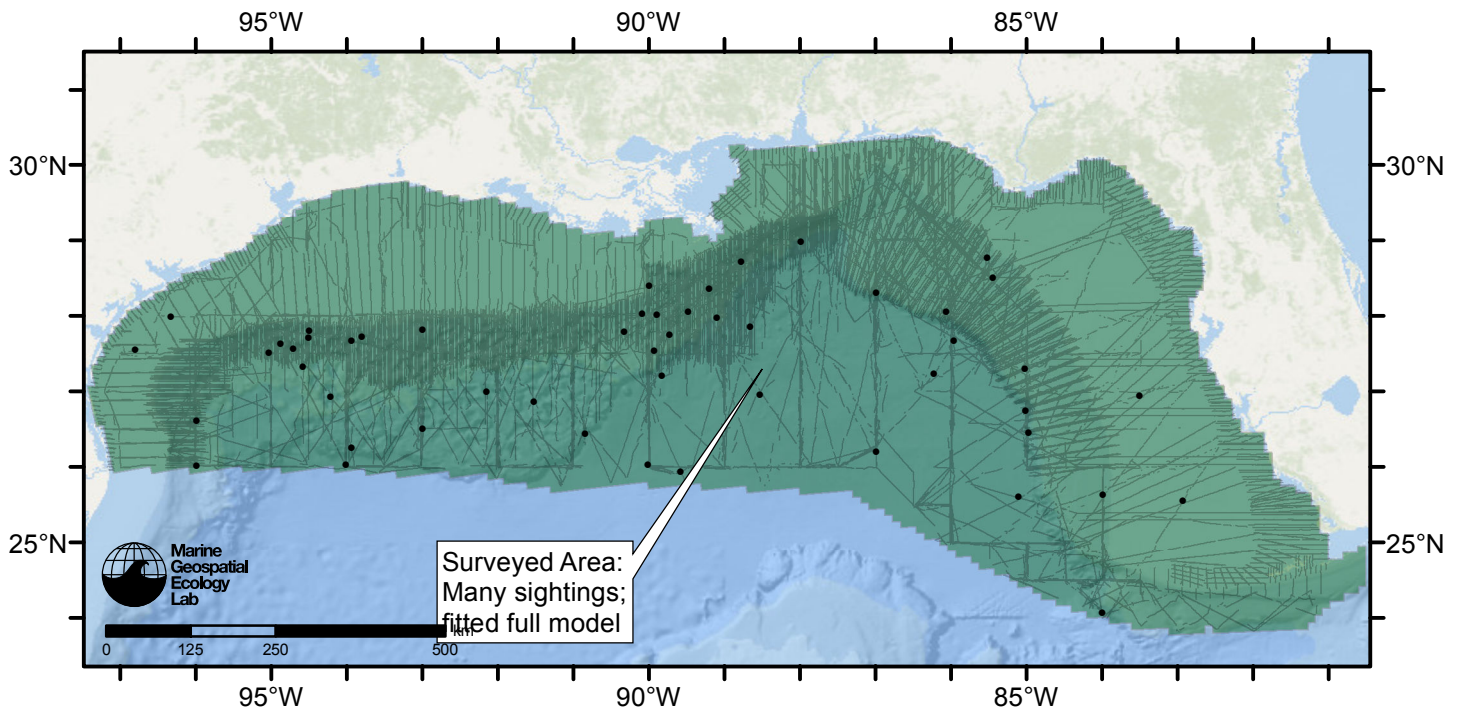 95°W 90°W 85°W
30°N 30°N
25°N 25°N
Surveyed Area:
Many sightings;
fitted full model
Marine
Geospatial
Ecology
Lab
km
0 125 250 500
95°W 90°W 85°W